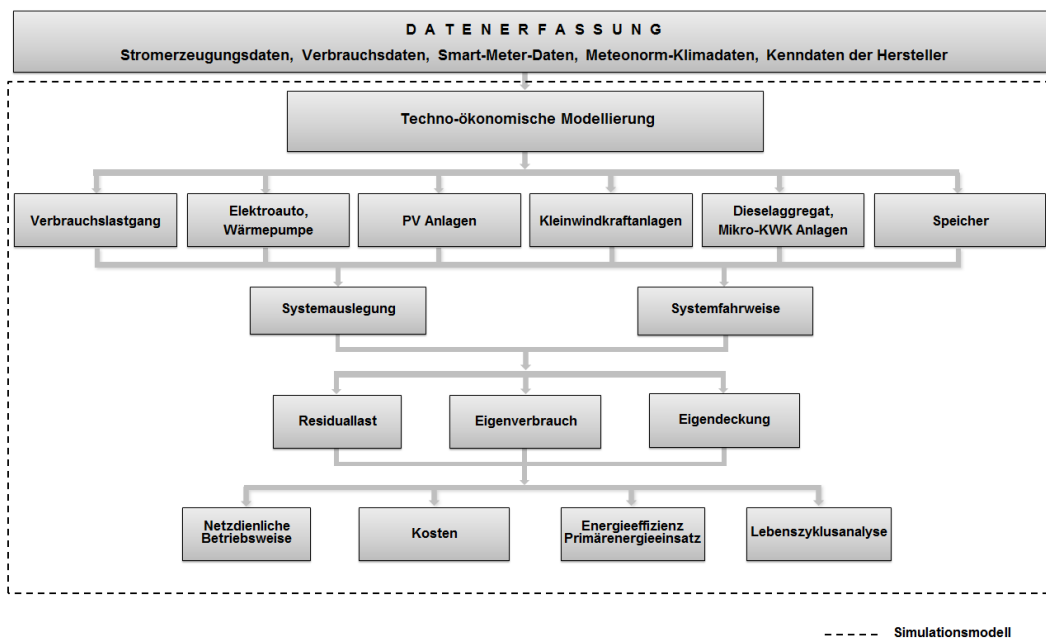 D A T E N E R F A S S U N G
Stromerzeugungsdaten, Verbrauchsdaten, Smart-Meter-Daten, Meteonorm-Klimadaten, Kenndaten der Hersteller
Techno-ökonomische Modellierung
Verbrauchslastgang
Elektroauto,
Wärmepumpe
PV Anlagen
Kleinwindkraftanlagen
Dieselaggregat,
Mikro-KWK Anlagen
Speicher
Systemauslegung
Systemfahrweise
Residuallast
Eigenverbrauch
Eigendeckung
Netzdienliche
Betriebsweise
Kosten
Energieeffizienz
Primärenergieeinsatz
Lebenszyklusanalyse
Simulationsmodell